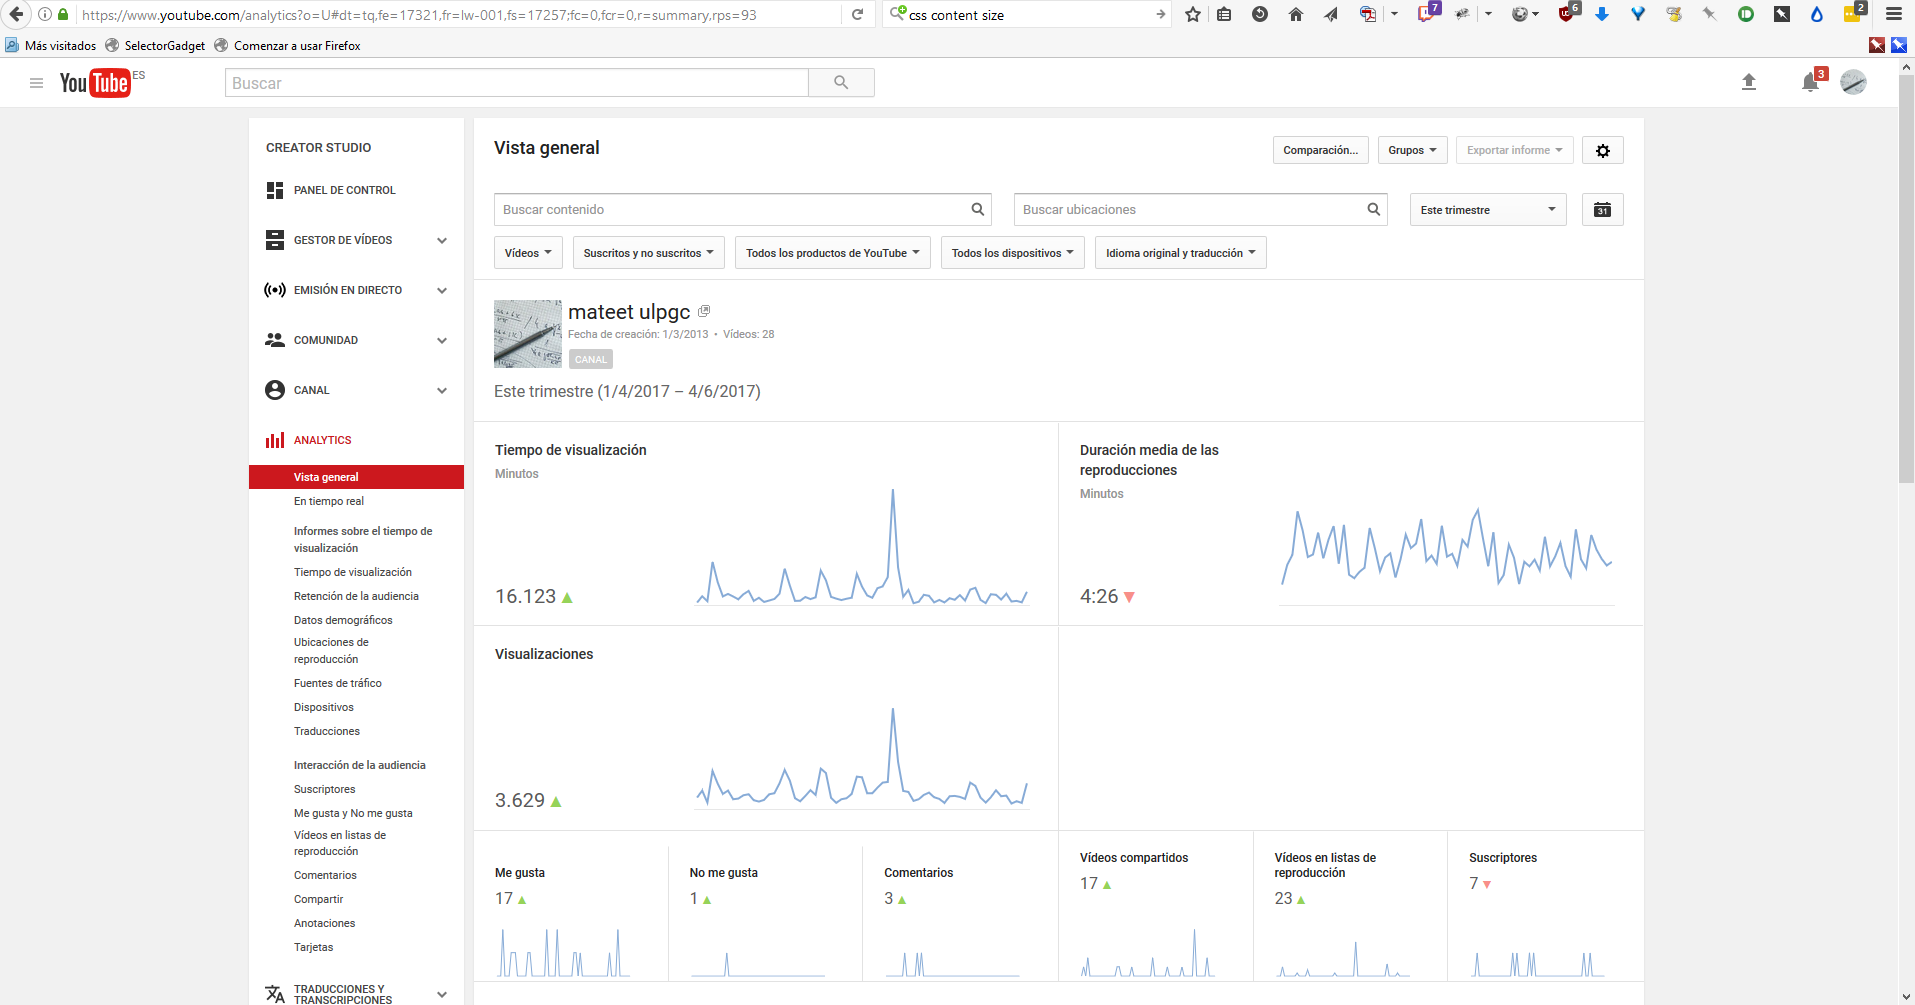 https://www.youtube.com/analytics?o=U#dt=tq,fe=17321,fr=lw-001,fs=17257;fc=0,fcr=0,r=summary,rps=93
css content size
7
6
2
Más visitados
SelectorGadget
Comenzar a usar Firefox
YouTube ES
Buscar
3
CREATOR STUDIO
PANEL DE CONTROL
GESTOR DE VÍDEOS
EMISIÓN EN DIRECTO
COMUNIDAD
CANAL
ANALYTICS
Vista general
En tiempo real
Informes sobre el tiempo de
visualización
Tiempo de visualización
Retención de la audiencia
Datos demográficos
Ubicaciones de
reproducción
Fuentes de tráfico
Dispositivos
Traducciones
Interacción de la audiencia
Suscriptores
Me gusta y No me gusta
Vídeos en listas de
reproducción
Comentarios
Compartir
Anotaciones
Tarjetas
TRADUCCIONES Y
TRANSCRIPCIONES
Vista general
Comparación...
Grupos
Exportar informe
Buscar contenido
Buscar ubicaciones
Este trimestre
31
Vídeos
Suscritos y no suscritos
Todos los productos de YouTube
Todos los dispositivos
Idioma original y traducción
mateet ulpgc
Fecha de creación: 1/3/2013 • Vídeos: 28
CANAL
Este trimestre (1/4/2017 – 4/6/2017)
Tiempo de visualización
Minutos
16.123
Duración media de las
reproducciones
Minutos
4:26
Visualizaciones
3.629
Me gusta
17
No me gusta
1
Comentarios
3
Vídeos compartidos
17
Vídeos en listas de
reproducción
23
Suscriptores
7